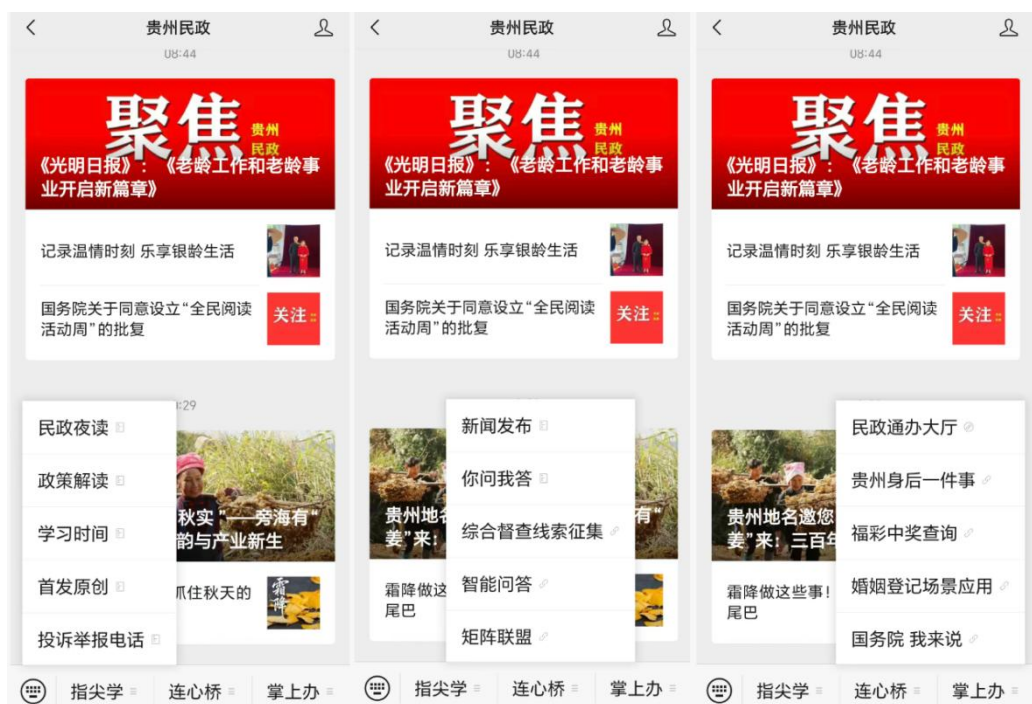 贵州民政
08:44
聚焦
贵州
民政
《光明日报》：《老龄工作和老龄事
业开启新篇章》
记录温情时刻 乐享银龄生活
国务院关于同意设立“全民阅读
活动周”的批复
关注
:29
民政夜读
政策解读
学习时间
首发原创
投诉举报电话
秋实”——旁海有“
韵与产业新生
爪住秋天的
霜降
指尖学
连心桥
掌上办
贵州民政
08:44
聚焦
贵州
民政
《光明日报》：《老龄工作和老龄事
业开启新篇章》
记录温情时刻 乐享银龄生活
国务院关于同意设立“全民阅读
活动周”的批复
关注
新闻发布
你问我答
综合督查线索征集
智能问答
矩阵联盟
贵州地名
有“
姜”来：
霜降做这
尾巴
指尖学
连心桥
掌上办
贵州民政
08:44
聚焦
贵州
民政
《光明日报》：《老龄工作和老龄事
业开启新篇章》
记录温情时刻 乐享银龄生活
国务院关于同意设立“全民阅读
活动周”的批复
关注
民政通办大厅
贵州身后一件事
福彩中奖查询
婚姻登记场景应用
国务院 我来说
贵州地名邀您
姜”来：三百年
霜降做这些事！
尾巴
指尖学
连心桥
掌上办